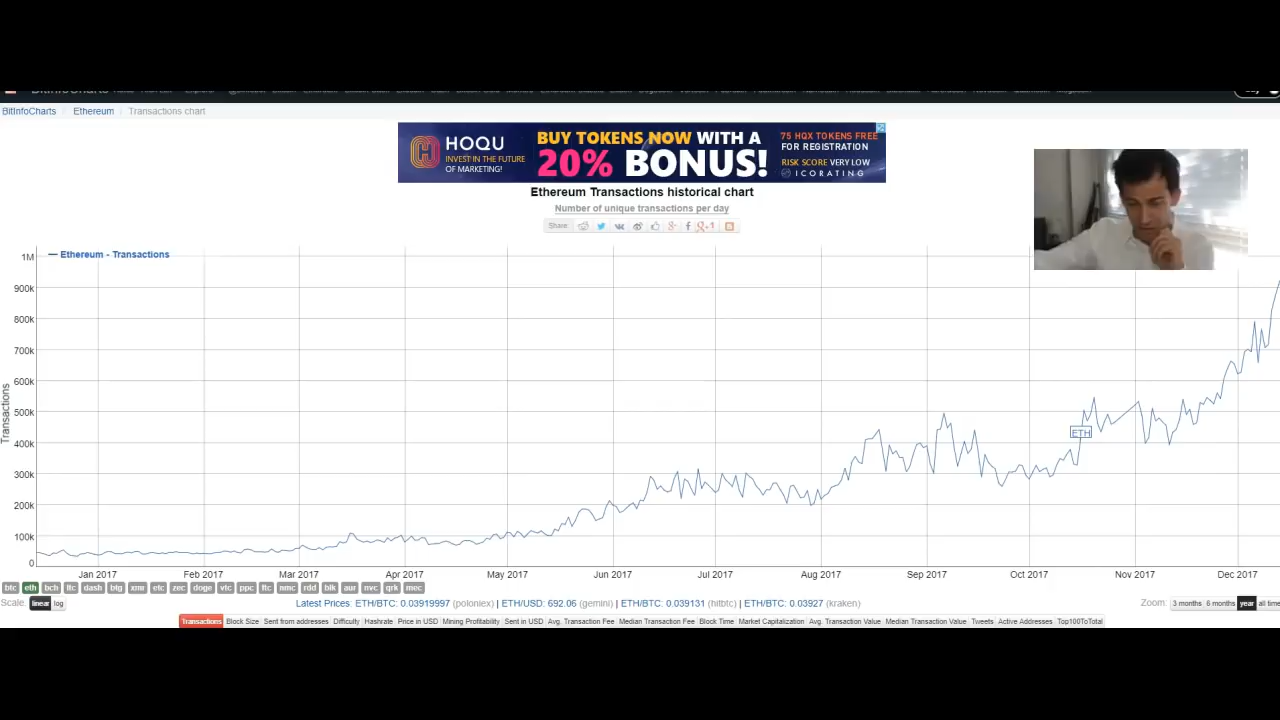 BitInfoCharts / Ethereum / Transactions chart
HOQU
INVEST IN THE FUTURE
OF MARKETING!
BUY TOKENS NOW WITH A
20% BONUS!
75 HQX TOKENS FREE
FOR REGISTRATION
RISK SCORE VERY LOW
ICORATING
Ethereum Transactions historical chart
Number of unique transactions per day
Share:
+1
Ethereum - Transactions
1M
900k
800k
700k
600k
500k
400k
300k
200k
100k
0
Transactions
ETH
Jan 2017 Feb 2017 Mar 2017 Apr 2017 May 2017 Jun 2017 Jul 2017 Aug 2017 Sep 2017 Oct 2017 Nov 2017 Dec 2017
btc eth bch ltc dash btg xmr etc zec doge vtc ppc ftc nmc rdd blk aur nvc qrk mec
Scale: linear log
Latest Prices: ETH/BTC: 0.03919997 (poloniex) | ETH/USD: 692.06 (gemini) | ETH/BTC: 0.039131 (hitbtc) | ETH/BTC: 0.03927 (kraken)
Zoom: 3 months 6 months year all time
Transactions Block Size Sent from addresses Difficulty Hashrate Price in USD Mining Profitability Sent in USD Avg. Transaction Fee Median Transaction Fee Block Time Market Capitalization Avg. Transaction Value Median Transaction Value Tweets Active Addresses Top100ToTotal